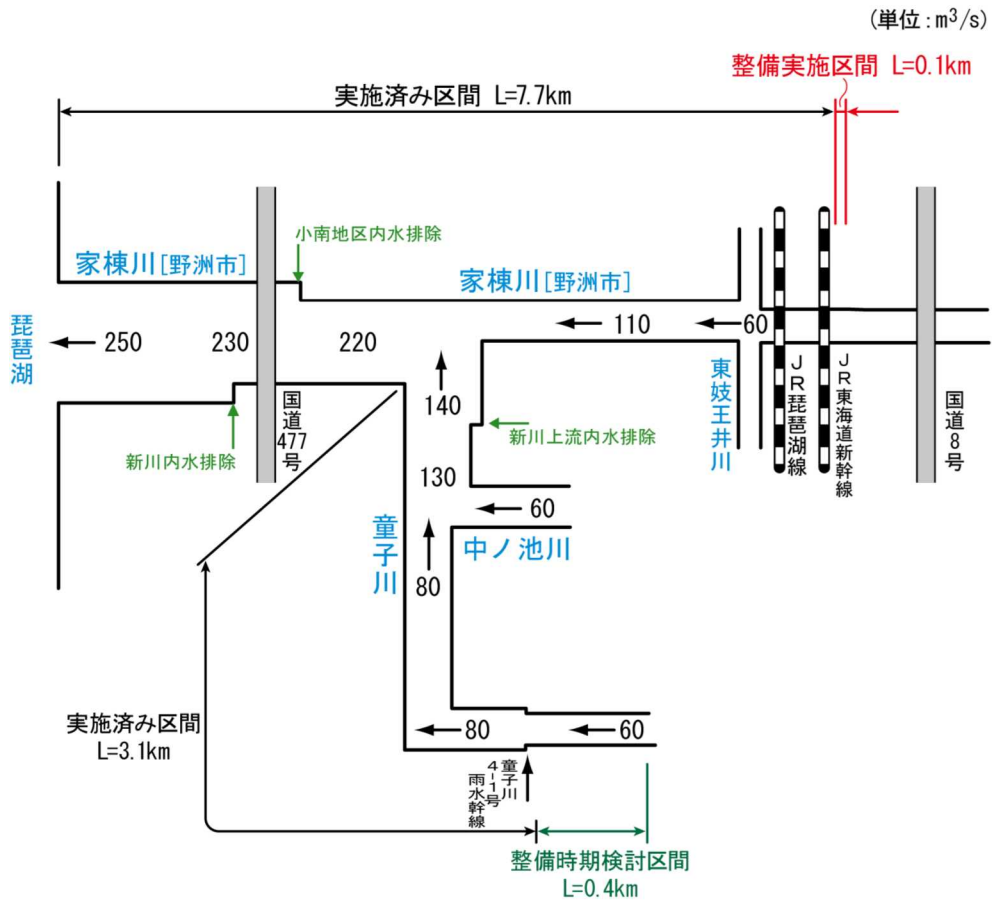 (単位:m³/s)
整備実施区間 L=0.1km
実施済み区間 L=7.7km
小南地区内水排除
家棟川[野洲市]
家棟川[野洲市]
琵琶湖
250
230
220
110
60
国道477号
新川内水排除
140
新川上流内水排除
東妓王井川
JR琵琶湖線
JR東海道新幹線
国道8号
130
60
童子川
中ノ池川
80
実施済み区間
L=3.1km
80
60
童子川
4-1号
雨水幹線
整備時期検討区間
L=0.4km